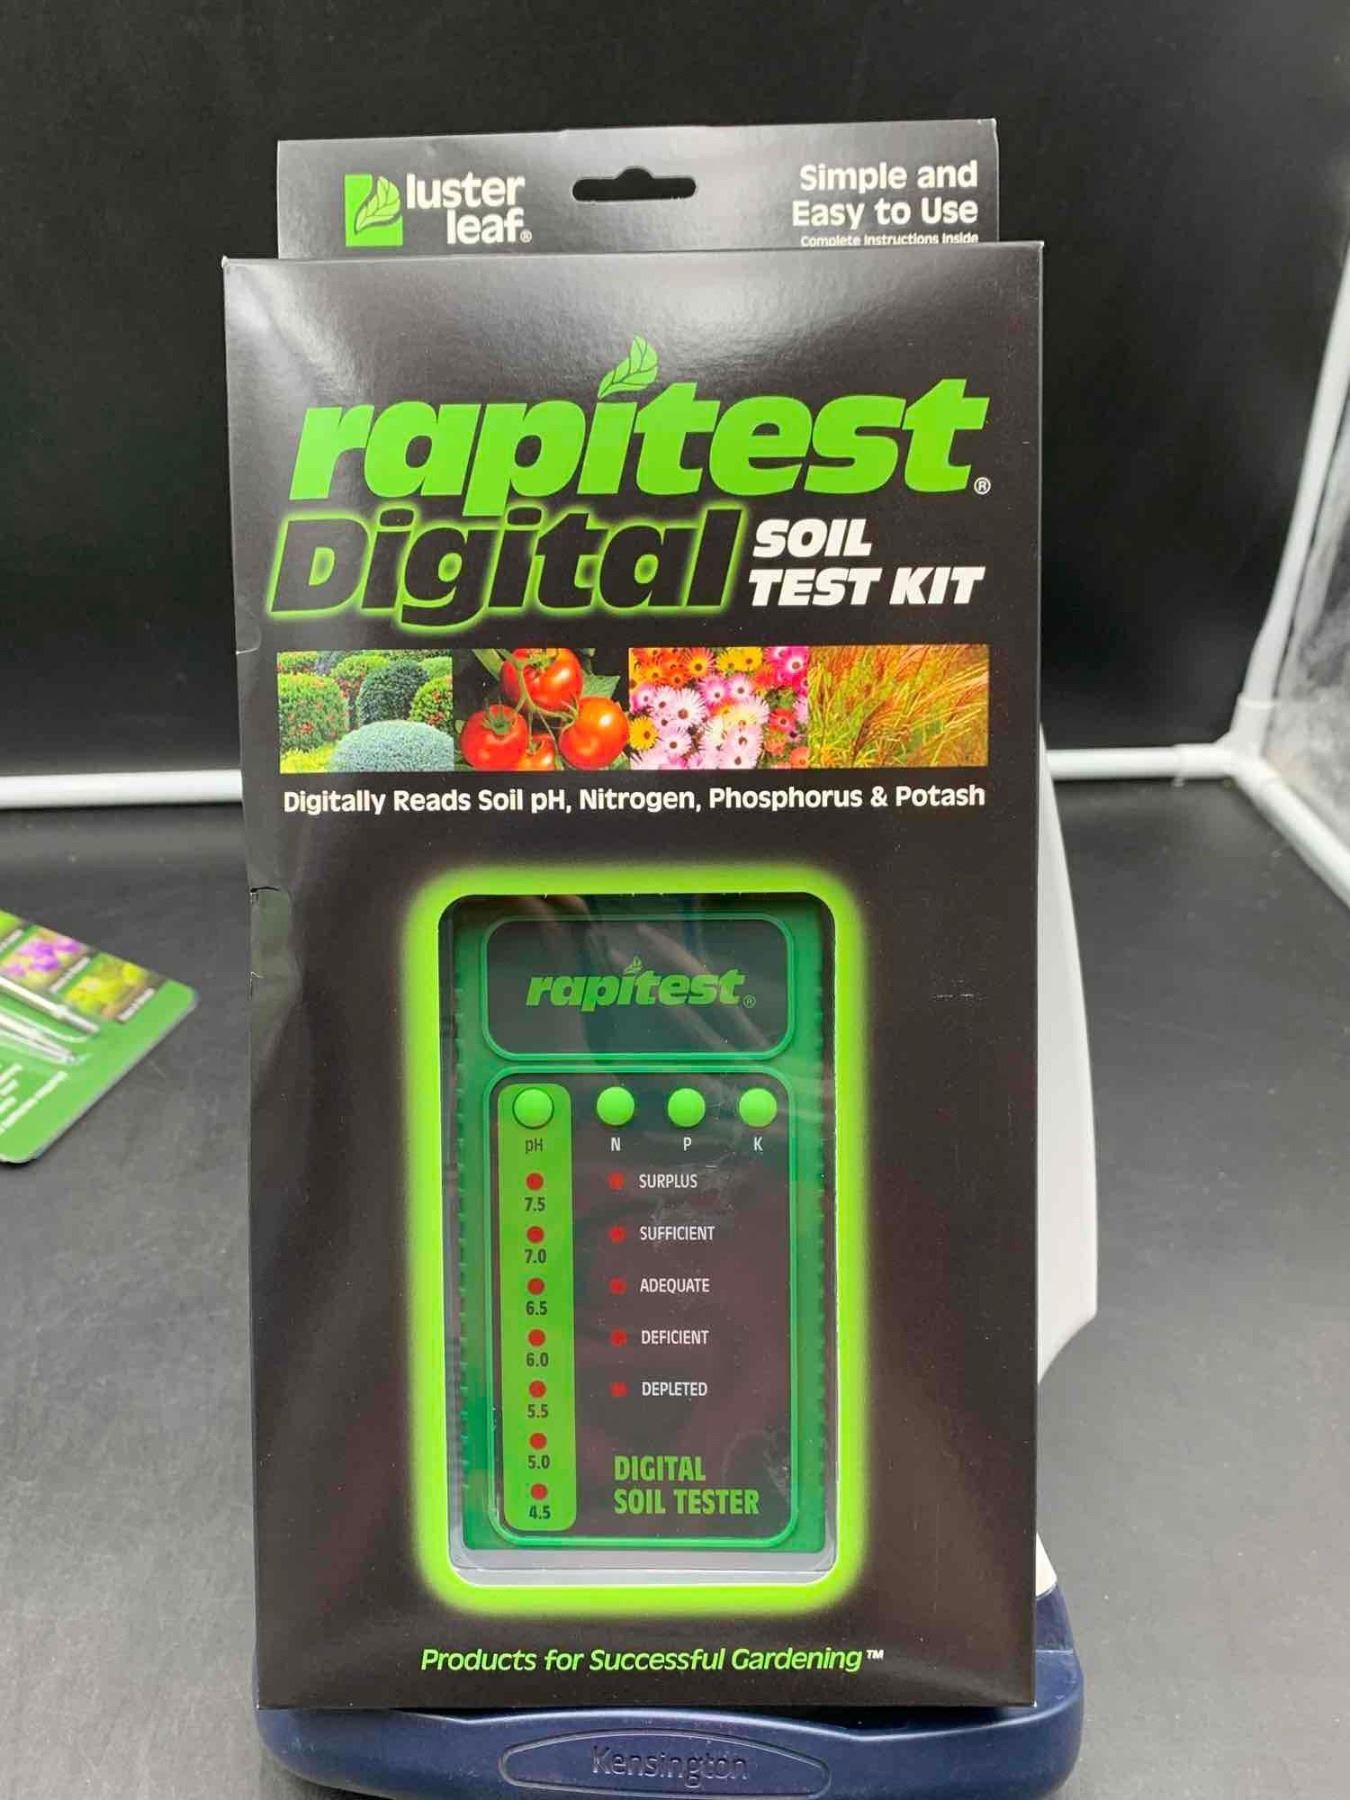 luster
leaf®
Simple and
Easy to Use
Complete Instructions Inside
rapitest®
Digital SOIL
TEST KIT
Digitally Reads Soil pH, Nitrogen, Phosphorus & Potash
rapitest®
pH N P K
7.5 SURPLUS
7.0 SUFFICIENT
6.5 ADEQUATE
6.0 DEFICIENT
5.5 DEPLETED
5.0
4.5
DIGITAL
SOIL TESTER
Products for Successful Gardening™
Kensington